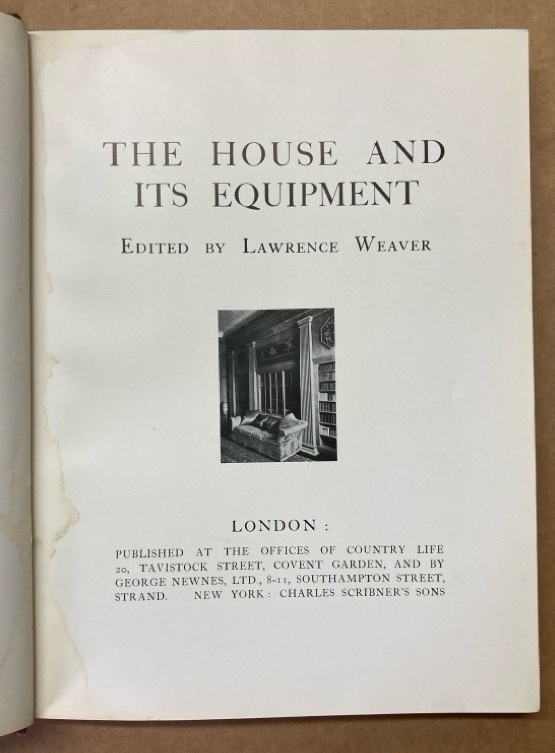 THE HOUSE AND
ITS EQUIPMENT
EDITED BY LAWRENCE WEAVER
LONDON :
PUBLISHED AT THE OFFICES OF COUNTRY LIFE
20, TAVISTOCK STREET, COVENT GARDEN, AND BY
GEORGE NEWNES, LTD., 8-11, SOUTHAMPTON STREET,
STRAND. NEW YORK: CHARLES SCRIBNER'S SONS